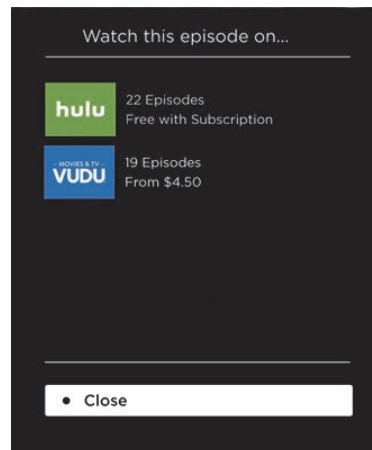 Watch this episode on...
hulu
22 Episodes
Free with Subscription
- MOVIES & TV -
VUDU
19 Episodes
From $4.50
• Close